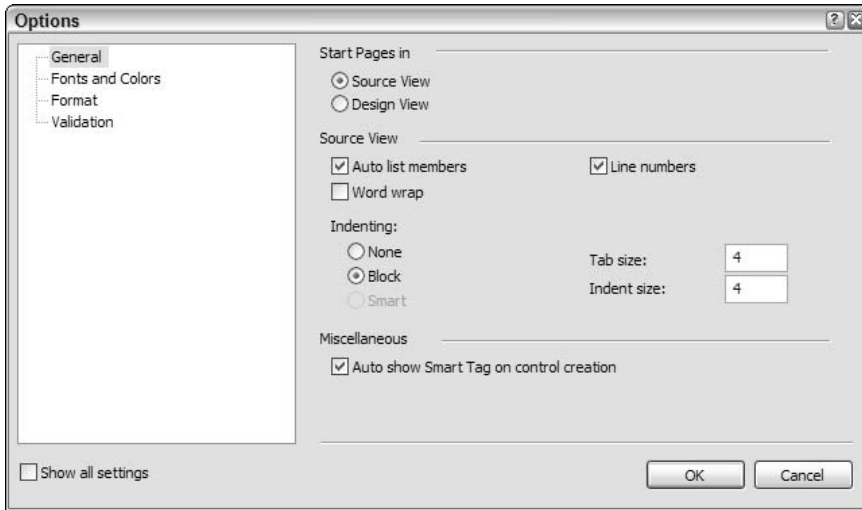 Options
General
Fonts and Colors
Format
Validation
Start Pages in
Source View
Design View
Source View
Auto list members
Line numbers
Word wrap
Indenting:
None
Block
Smart
Tab size: 4
Indent size: 4
Miscellaneous
Auto show Smart Tag on control creation
Show all settings
OK
Cancel